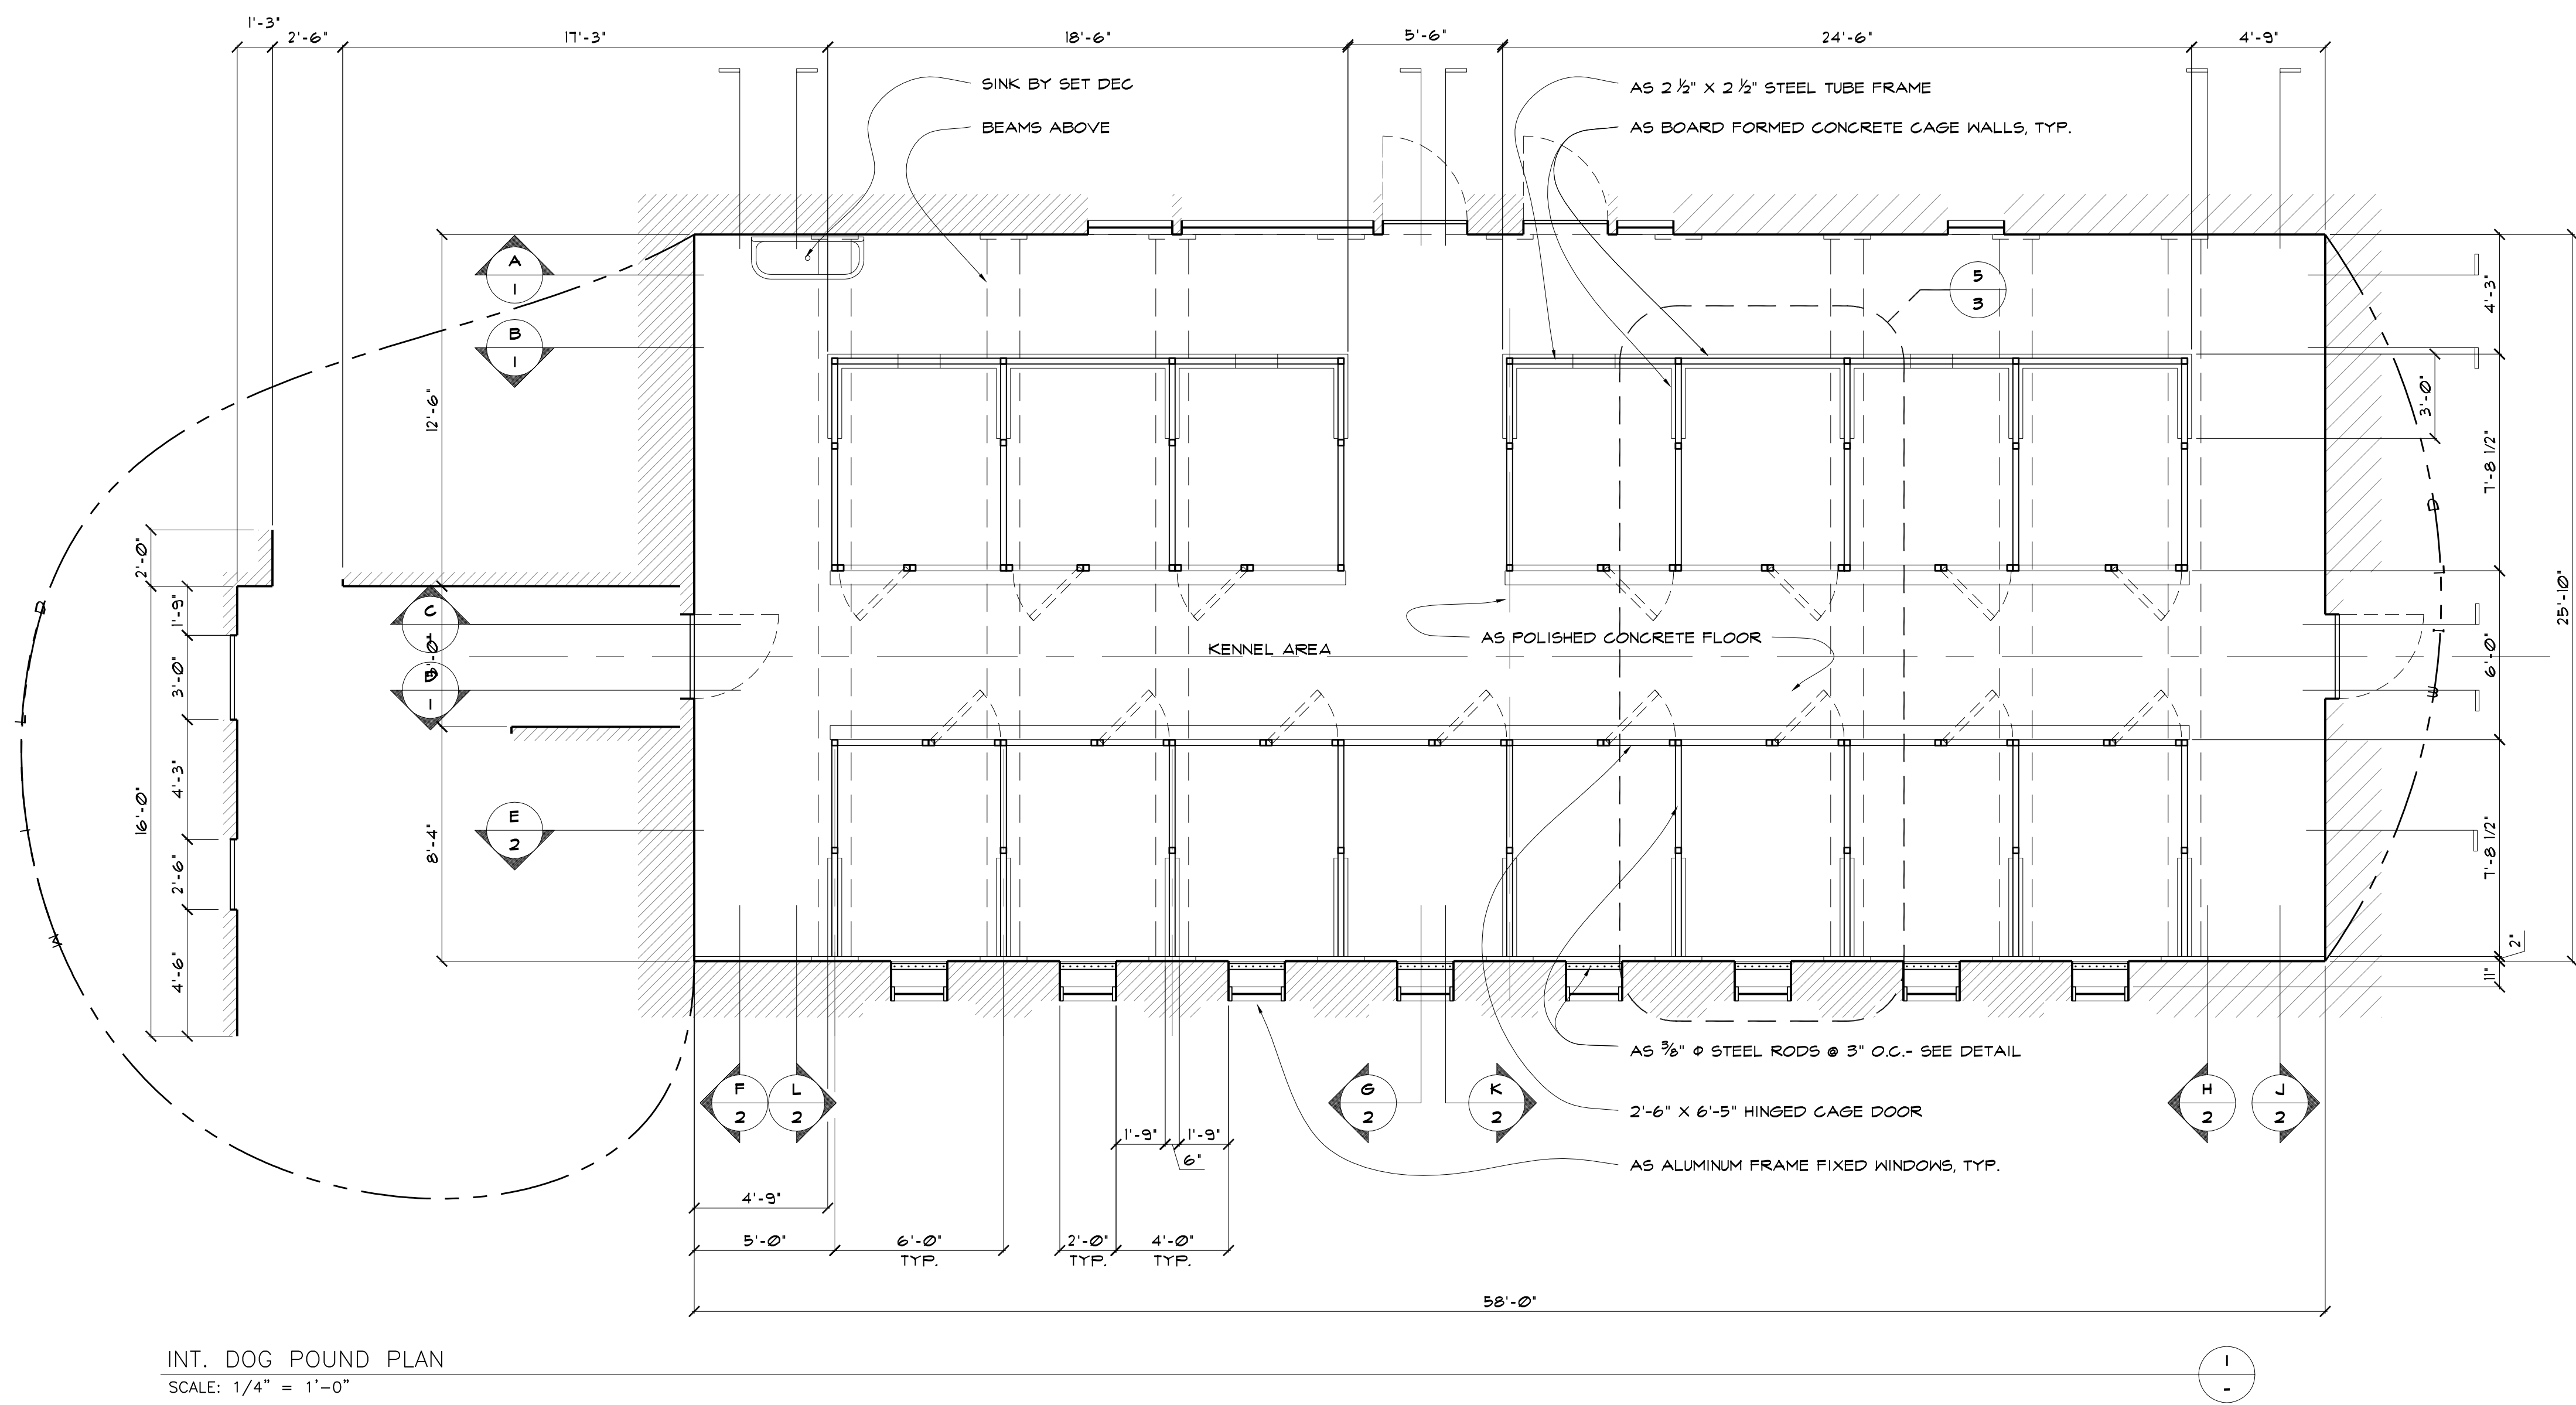 1'-3"
2'-6"
17'-3"
18'-6"
5'-6"
24'-6"
4'-9"
SINK BY SET DEC
BEAMS ABOVE
AS 2 ½" X 2 ½" STEEL TUBE FRAME
AS BOARD FORMED CONCRETE CAGE WALLS, TYP.
A
1
B
1
5
3
4'-3"
3'-0"
12'-6"
7'-8 1/2"
25'-10"
2'-0"
1'-9"
3'-0"
4'-3"
2'-6"
4'-6"
16'-0"
C
1
8'-4"
E
2
KENNEL AREA
AS POLISHED CONCRETE FLOOR
6'-0"
7'-8 1/2"
2"
11"
W
I
L
D
W
I
L
D
AS ⅜" Φ STEEL RODS @ 3" O.C.- SEE DETAIL
2'-6" X 6'-5" HINGED CAGE DOOR
AS ALUMINUM FRAME FIXED WINDOWS, TYP.
F
2
L
2
G
2
K
2
H
2
J
2
1'-9"
1'-9"
6"
4'-9"
5'-0"
6'-0"
TYP.
2'-0"
TYP.
4'-0"
TYP.
58'-0"
INT. DOG POUND PLAN
SCALE: 1/4" = 1'-0"
1
-